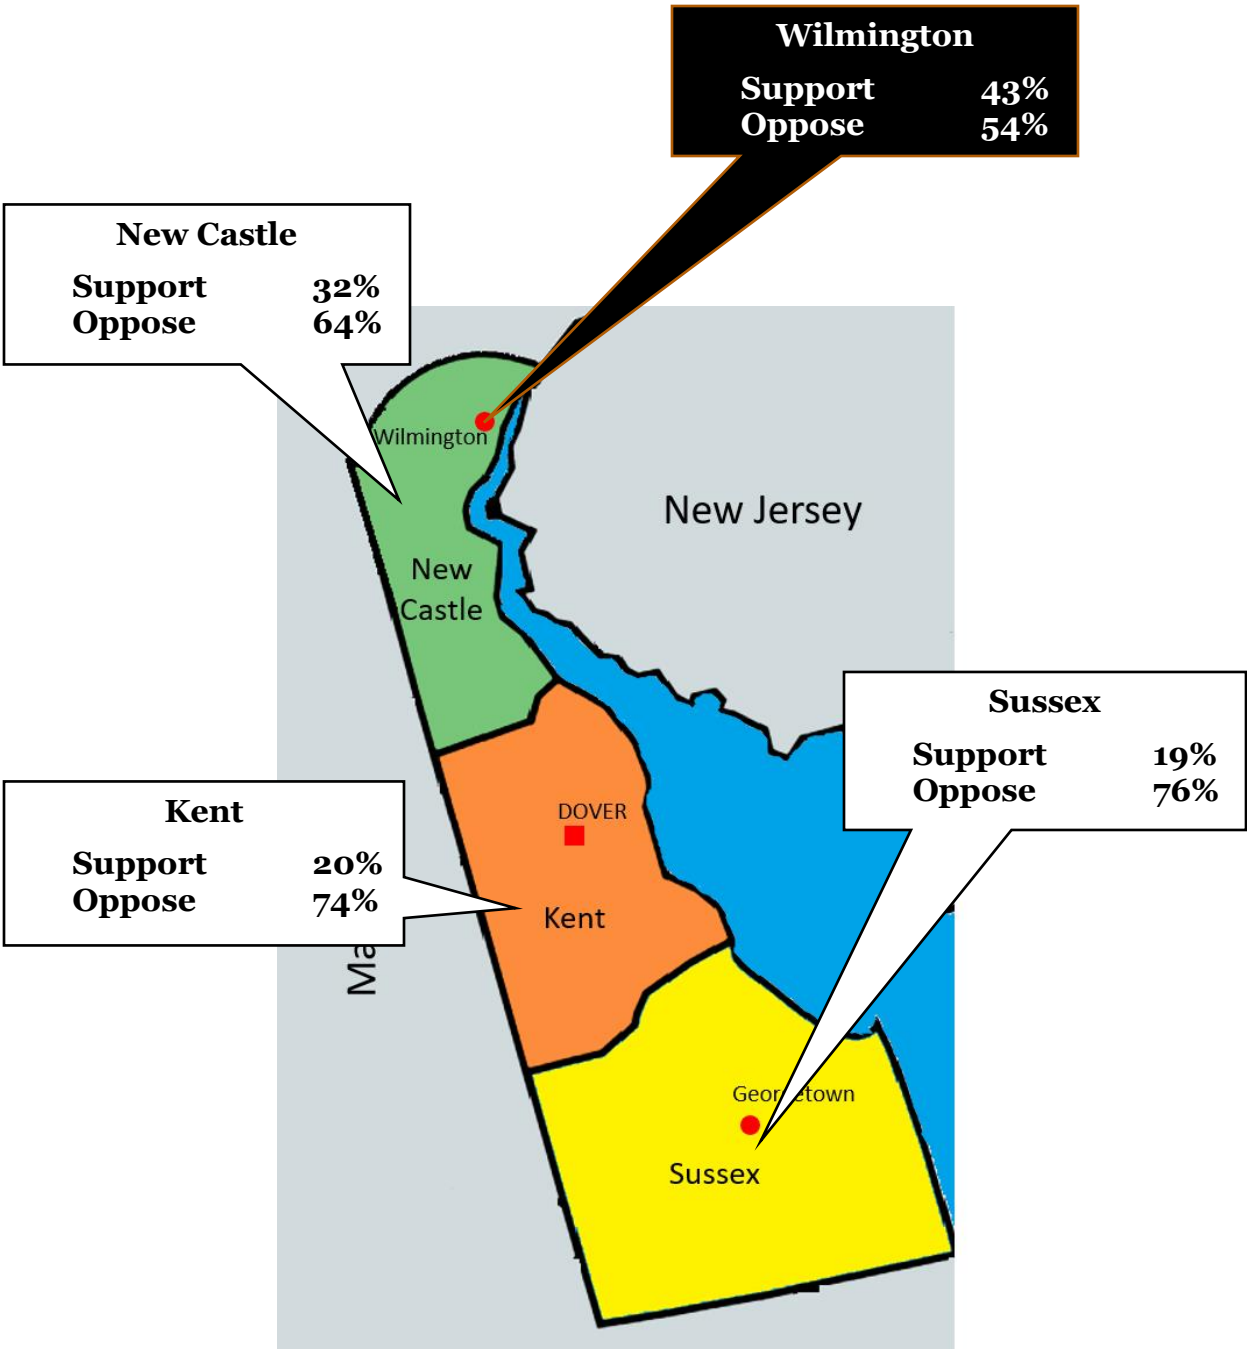 Wilmington
Support 43%
Oppose 54%
New Castle
Support 32%
Oppose 64%
Wilmington
New Jersey
New
Castle
Sussex
Support 19%
Oppose 76%
Kent
Support 20%
Oppose 74%
DOVER
Kent
Georgetown
Sussex